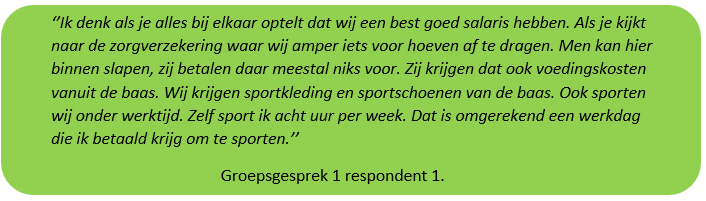 ‘’Ik denk als je alles bij elkaar optelt dat wij een best goed salaris hebben. Als je kijkt
naar de zorgverzekering waar wij amper iets voor hoeven af te dragen. Men kan hier
binnen slapen, zij betalen daar meestal niks voor. Zij krijgen dat ook voedingskosten
vanuit de baas. Wij krijgen sportkleding en sportschoenen van de baas. Ook sporten
wij onder werktijd. Zelf sport ik acht uur per week. Dat is omgerekend een werkdag
die ik betaald krijg om te sporten.’’
Groepsgesprek 1 respondent 1.